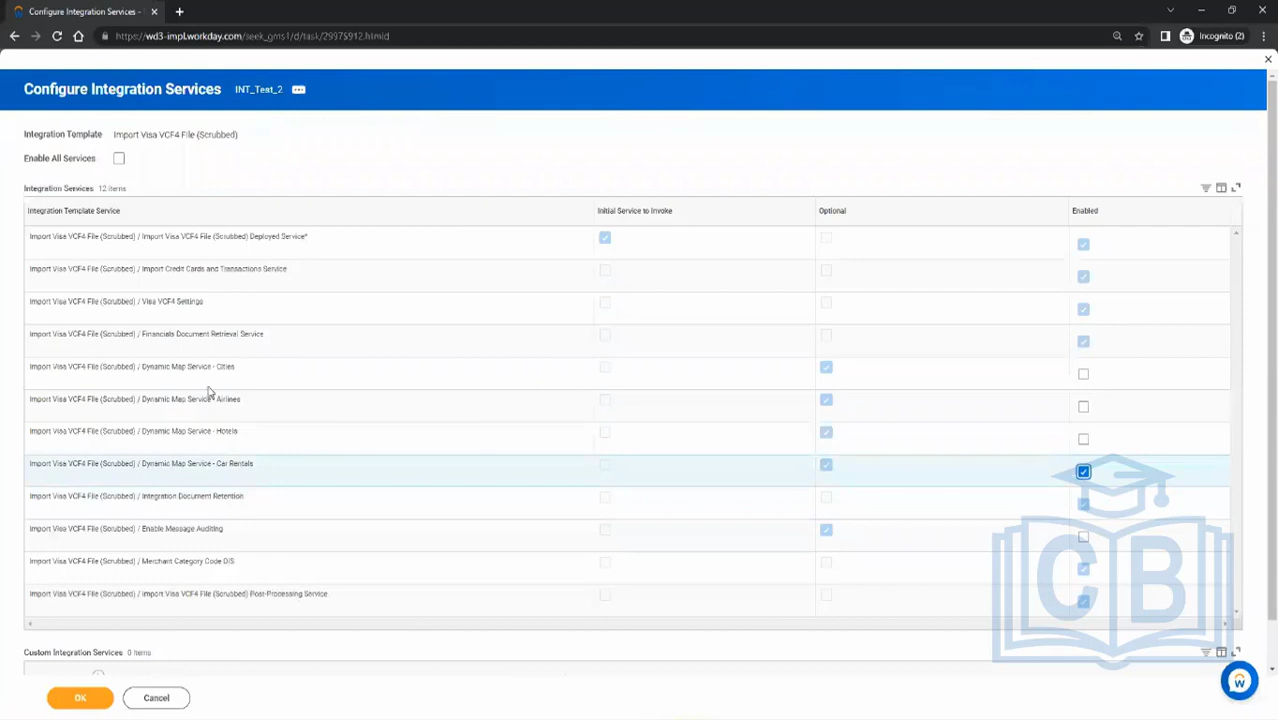 Configure Integration Services -
https://wd3-impl.workday.com/seek_gms1/d/task/2997$912.htmld
Incognito (2)
Configure Integration Services INT_Test_2
Integration Template Import Visa VCF4 File (Scrubbed)
Enable All Services
Integration Services 12 items
Integration Template Service Initial Service to Invoke Optional Enabled
Import Visa VCF4 File (Scrubbed) / Import Visa VCF4 File (Scrubbed) Deployed Service*
Import Visa VCF4 File (Scrubbed) / Import Credit Cards and Transactions Service
Import Visa VCF4 File (Scrubbed) / Visa VCF4 Settings
Import Visa VCF4 File (Scrubbed) / Financials Document Retrieval Service
Import Visa VCF4 File (Scrubbed) / Dynamic Map Service - Cities
Import Visa VCF4 File (Scrubbed) / Dynamic Map Service - Airlines
Import Visa VCF4 File (Scrubbed) / Dynamic Map Service - Hotels
Import Visa VCF4 File (Scrubbed) / Dynamic Map Service - Car Rentals
Import Visa VCF4 File (Scrubbed) / Integration Document Retention
Import Visa VCF4 File (Scrubbed) / Enable Message Auditing
Import Visa VCF4 File (Scrubbed) / Merchant Category Code DIS
Import Visa VCF4 File (Scrubbed) / Import Visa VCF4 File (Scrubbed) Post-Processing Service
CB
Custom Integration Services 0 items
OK Cancel